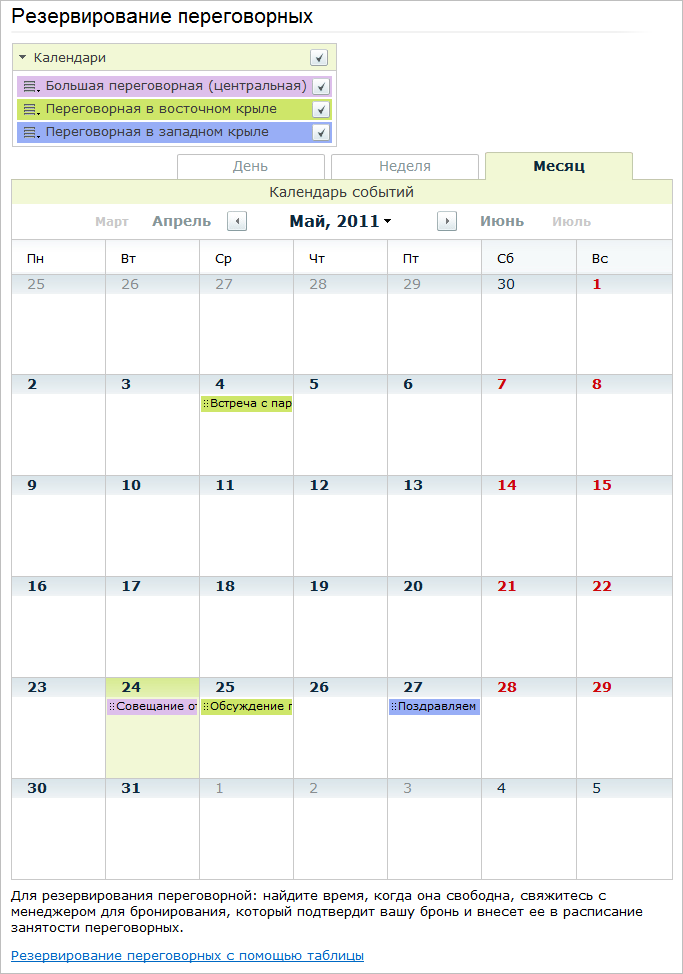 Резервирование переговорных
Календари
Большая переговорная (центральная)
Переговорная в восточном крыле
Переговорная в западном крыле
День Неделя Месяц
Календарь событий
Март Апрель Май, 2011 Июнь Июль
Пн Вт Ср Чт Пт Сб Вс
25 26 27 28 29 30 1
2 3 4 5 6 7 8
Встреча с пар
9 10 11 12 13 14 15
16 17 18 19 20 21 22
23 24 25 26 27 28 29
Совещание от Обсуждение п Поздравляем
30 31 1 2 3 4 5
Для резервирования переговорной: найдите время, когда она свободна, свяжитесь с
менеджером для бронирования, который подтвердит вашу бронь и внесет ее в расписание
занятости переговорных.
Резервирование переговорных с помощью таблицы